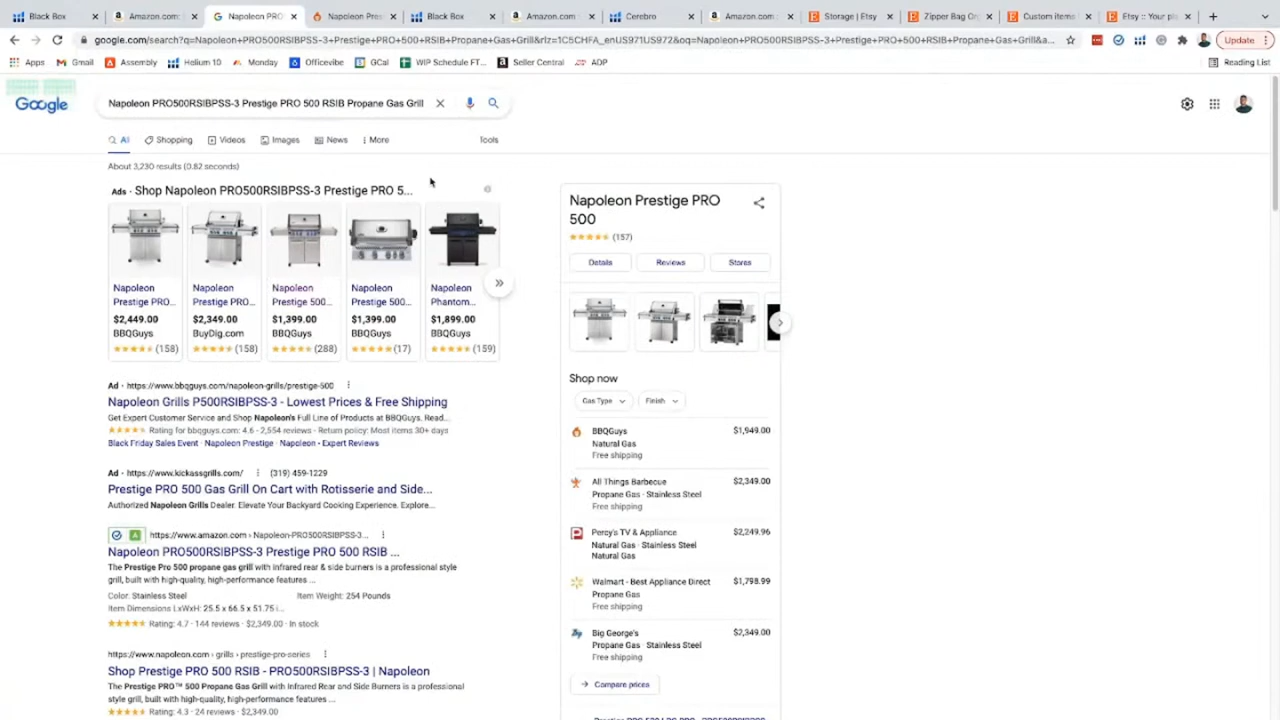 Black Box
Amazon.com:
Napoleon PRO
Napoleon Pres
Black Box
Amazon.com
Cerebro
Amazon.com:
Storage | Etsy
Zipper Bag Or
Custom items
Etsy :: Your pl
google.com/search?q=Napoleon+PRO500RSIBPSS-3+Prestige+PRO+500+RSIB+Propane+Gas+Grill&rlz=1C5CHFA_enUS971US972&oq=Napoleon+PRO500RSIBPSS-3+Prestige+PRO+500+RSIB+Propane+Gas+Grill&a...
Update
Apps
Gmail
Assembly
Helium 10
Monday
Officevibe
GCal
WIP Schedule FT...
Seller Central
ADP
Reading List
Google
Napoleon PRO500RSIBPSS-3 Prestige PRO 500 RSIB Propane Gas Grill
All
Shopping
Videos
Images
News
More
Tools
About 3,230 results (0.82 seconds)
Ads · Shop Napoleon PRO500RSIBPSS-3 Prestige PRO 5...
Napoleon
Prestige PRO...
$2,449.00
BBQGuys
(158)
Napoleon
Prestige PRO...
$2,349.00
BuyDig.com
(158)
Napoleon
Prestige 500...
$1,399.00
BBQGuys
(288)
Napoleon
Prestige 500...
$1,399.00
BBQGuys
(17)
Napoleon
Phantom...
$1,899.00
BBQGuys
(159)
Ad · https://www.bbqguys.com/napoleon-grills/prestige-500
Napoleon Grills P500RSIBPSS-3 - Lowest Prices & Free Shipping
Get Expert Customer Service and Shop Napoleon's Full Line of Products at BBQGuys. Read...
Rating for bbqguys.com: 4.6 - 2,554 reviews - Return policy: Most items 30+ days
Black Friday Sales Event · Napoleon Prestige · Napoleon · Expert Reviews
Ad · https://www.kickassgrills.com/ (319) 459-1229
Prestige PRO 500 Gas Grill On Cart with Rotisserie and Side...
Authorized Napoleon Grills Dealer. Elevate Your Backyard Cooking Experience. Explore...
https://www.amazon.com › Napoleon-PRO500RSIBPSS-3...
Napoleon PRO500RSIBPSS-3 Prestige PRO 500 RSIB ...
The Prestige Pro 500 propane gas grill with infrared rear & side burners is a professional style
grill, built with high-quality, high-performance features ...
Color: Stainless Steel
Item Weight: 254 Pounds
Item Dimensions LxWxH: 25.5 x 66.5 x 51.75 i...
Rating: 4.7 · 144 reviews · $2,349.00 · In stock
https://www.napoleon.com › grills › prestige-pro-series
Shop Prestige PRO 500 RSIB - PRO500RSIBPSS-3 | Napoleon
The Prestige PRO™ 500 Propane Gas Grill with Infrared Rear and Side Burners is a professional
style grill, built with high-quality, high-performance features ...
Rating: 4.3 · 24 reviews · $2,349.00
Napoleon Prestige PRO
500
(157)
Details
Reviews
Stores
Shop now
Gas Type
Finish
BBQGuys
$1,949.00
Natural Gas
Free shipping
All Things Barbecue
$2,349.00
Propane Gas · Stainless Steel
Free shipping
Percy's TV & Appliance
$2,249.96
Natural Gas · Stainless Steel
Natural Gas
Walmart - Best Appliance Direct
$1,798.99
Propane Gas
Free shipping
Big George's
$2,349.00
Propane Gas · Stainless Steel
Free shipping
Compare prices